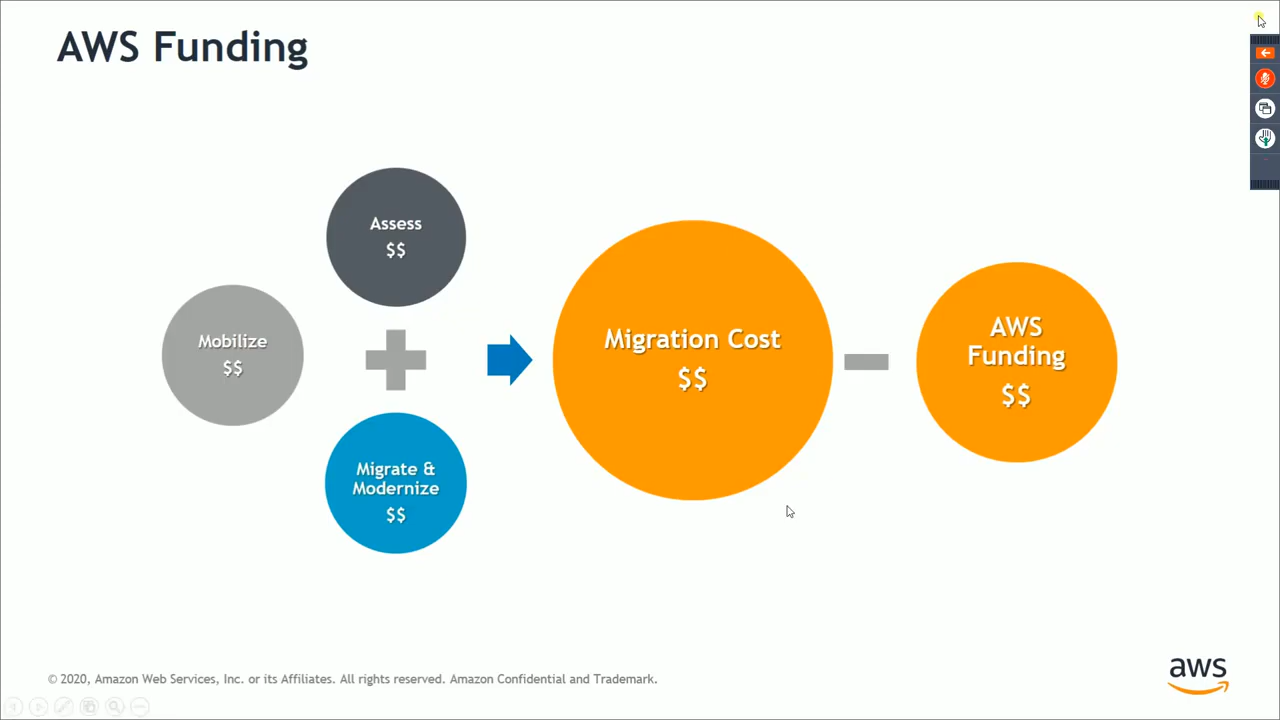 AWS Funding
Assess
$$
Mobilize
$$
Migrate &
Modernize
$$
Migration Cost
$$
AWS
Funding
$$
© 2020, Amazon Web Services, Inc. or its Affiliates. All rights reserved. Amazon Confidential and Trademark.
aws